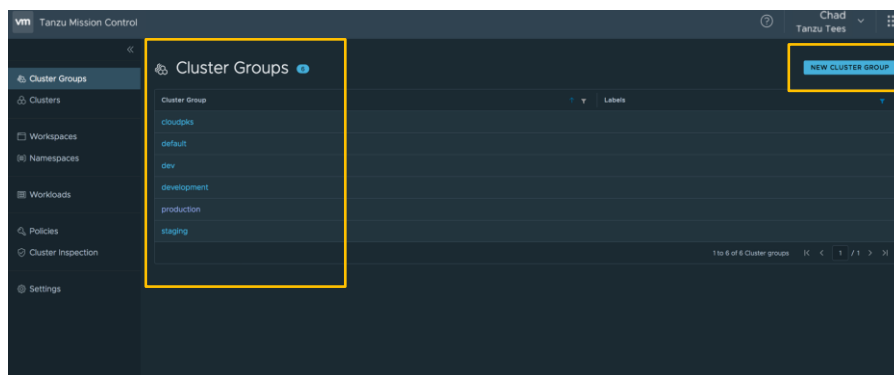 vm Tanzu Mission Control
Chad
Tanzu Tees
Cluster Groups
Clusters
Workspaces
Namespaces
Workloads
Policies
Cluster Inspection
Settings
Cluster Groups 6
NEW CLUSTER GROUP
Cluster Group Labels
cloudpks
default
dev
development
production
staging
1 to 6 of 6 Cluster groups 1 / 1